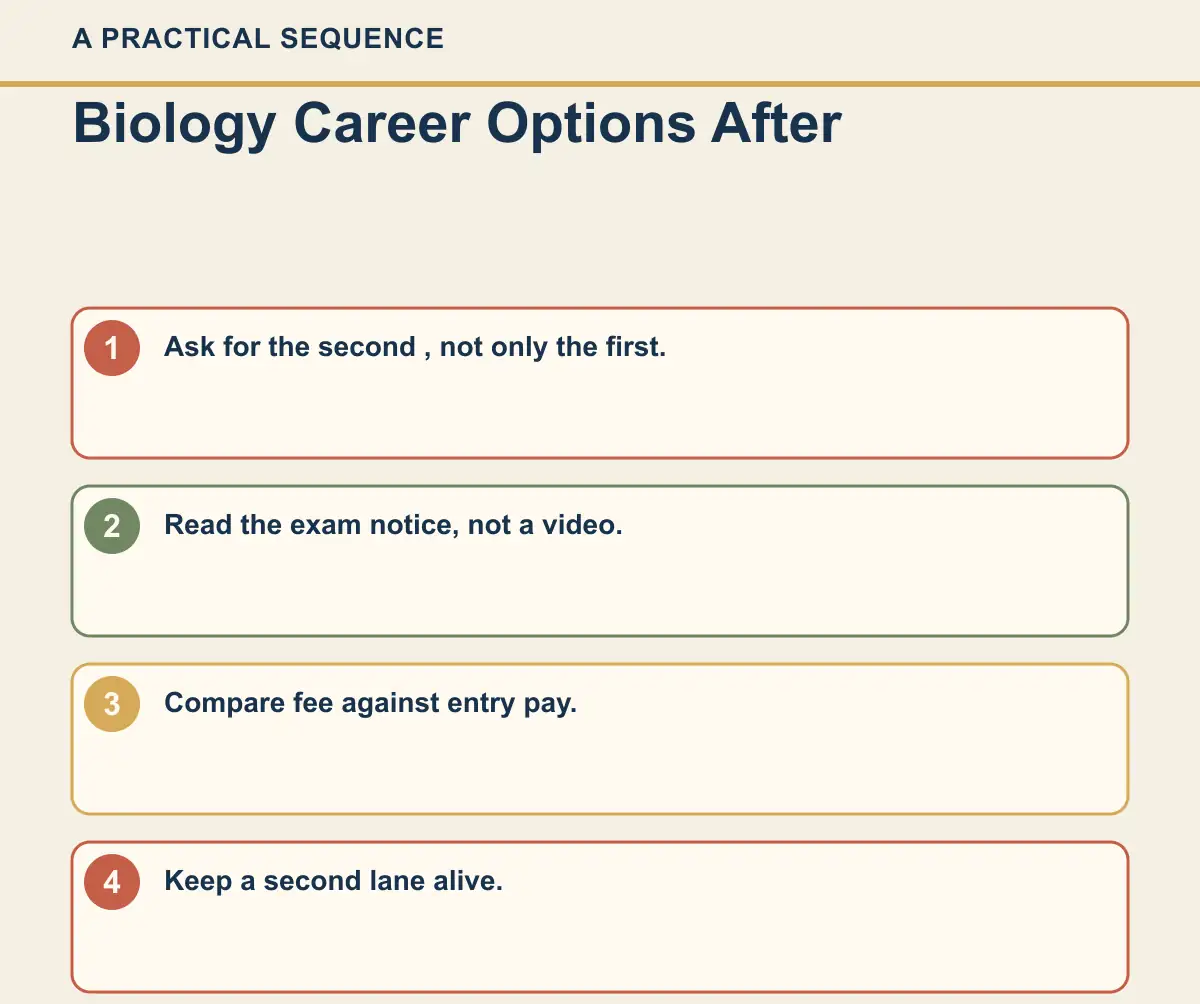 A PRACTICAL SEQUENCE
Biology Career Options After
1
Ask for the second , not only the first.
2
Read the exam notice, not a video.
3
Compare fee against entry pay.
4
Keep a second lane alive.